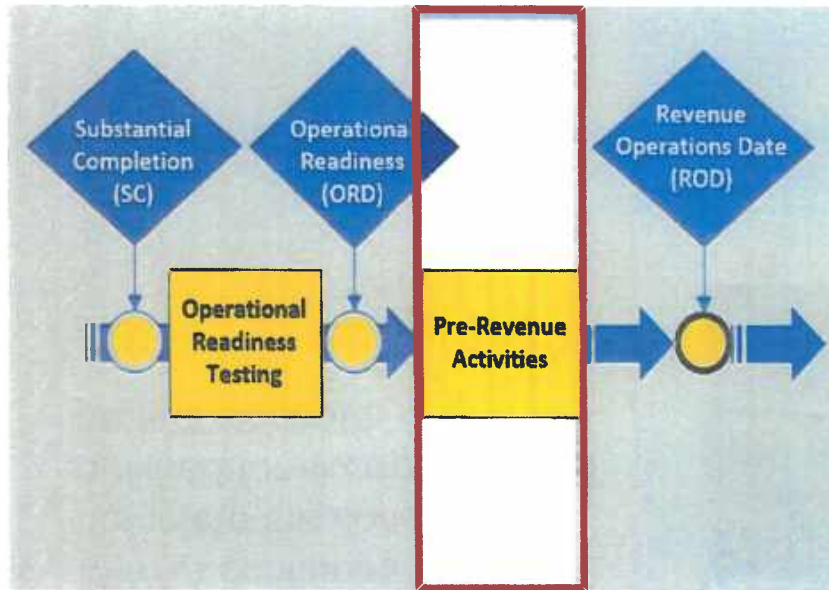 Substantial
Completion
(SC)
Operational
Readiness
(ORD)
Revenue
Operations Date
(ROD)
Operational
Readiness
Testing
Pre-Revenue
Activities